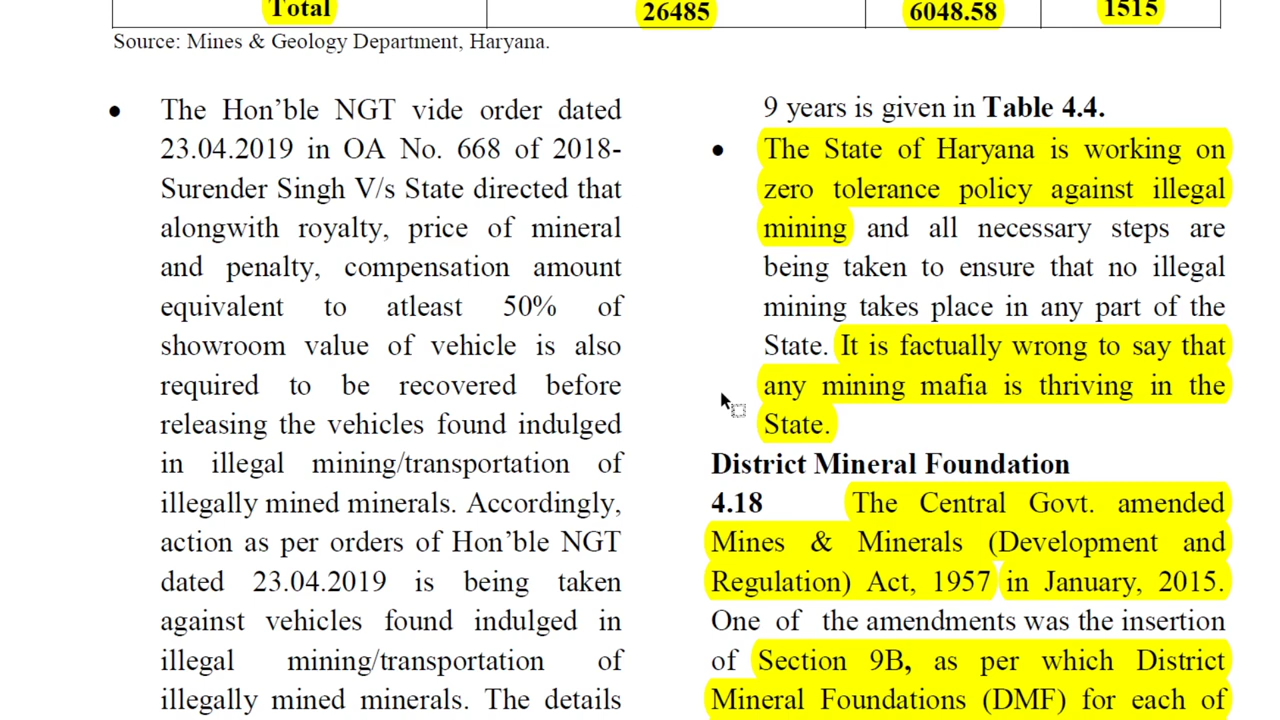 Total 26485 6048.58 1515
Source: Mines & Geology Department, Haryana.
• The Hon’ble NGT vide order dated
23.04.2019 in OA No. 668 of 2018-
Surender Singh V/s State directed that
alongwith royalty, price of mineral
and penalty, compensation amount
equivalent to atleast 50% of
showroom value of vehicle is also
required to be recovered before
releasing the vehicles found indulged
in illegal mining/transportation of
illegally mined minerals. Accordingly,
action as per orders of Hon’ble NGT
dated 23.04.2019 is being taken
against vehicles found indulged in
illegal mining/transportation of
illegally mined minerals. The details
9 years is given in Table 4.4.
• The State of Haryana is working on
zero tolerance policy against illegal
mining and all necessary steps are
being taken to ensure that no illegal
mining takes place in any part of the
State. It is factually wrong to say that
any mining mafia is thriving in the
State.
District Mineral Foundation
4.18 The Central Govt. amended
Mines & Minerals (Development and
Regulation) Act, 1957 in January, 2015.
One of the amendments was the insertion
of Section 9B, as per which District
Mineral Foundations (DMF) for each of